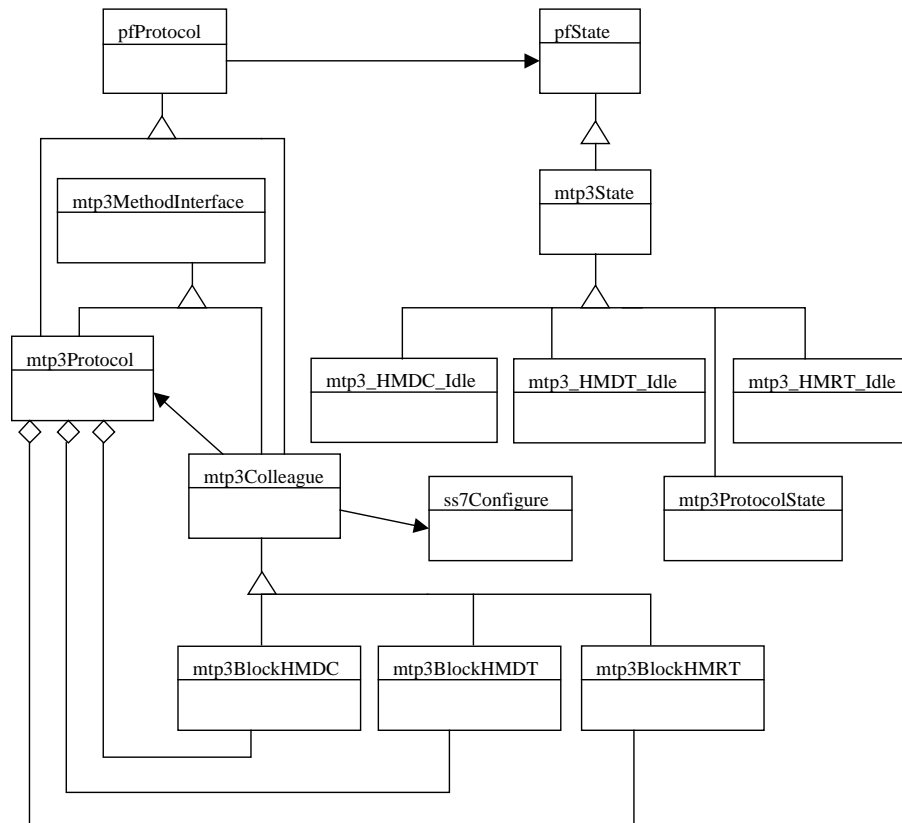 pfProtocol
pfState
mtp3MethodInterface
mtp3State
mtp3Protocol
mtp3_HMDC_Idle
mtp3_HMDT_Idle
mtp3_HMRT_Idle
mtp3Colleague
ss7Configure
mtp3ProtocolState
mtp3BlockHMDC
mtp3BlockHMDT
mtp3BlockHMRT